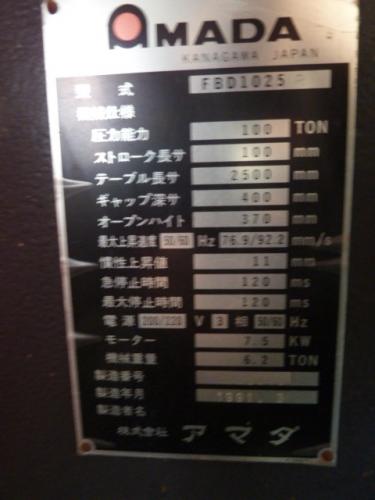 AMADA
KANAGAWA JAPAN
型式 FBD1025
機械仕様
圧力能力 100 TON
ストローク長サ 100 mm
テーブル長サ 2500 mm
ギャップ深サ 400 mm
オープンハイト 370 mm
最大上昇速度 50/60 Hz 76.9/92.2 mm/s
慣性上昇値 11 mm
急停止時間 120 ms
最大停止時間 120 ms
電源 200/220 V 3 相 50/60 Hz
モーター 7.5 KW
機械重量 6.2 TON
製造番号
製造年月 1991. 3
製造者名
株式会社 アマダ